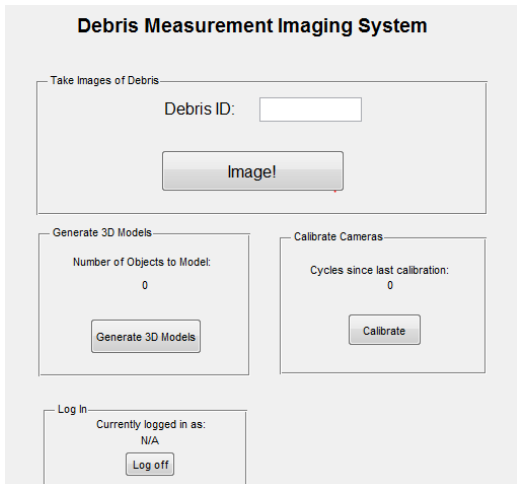 Debris Measurement Imaging System
Take Images of Debris
Debris ID:
Image!
Generate 3D Models
Number of Objects to Model:
0
Generate 3D Models
Calibrate Cameras
Cycles since last calibration:
0
Calibrate
Log In
Currently logged in as:
N/A
Log off